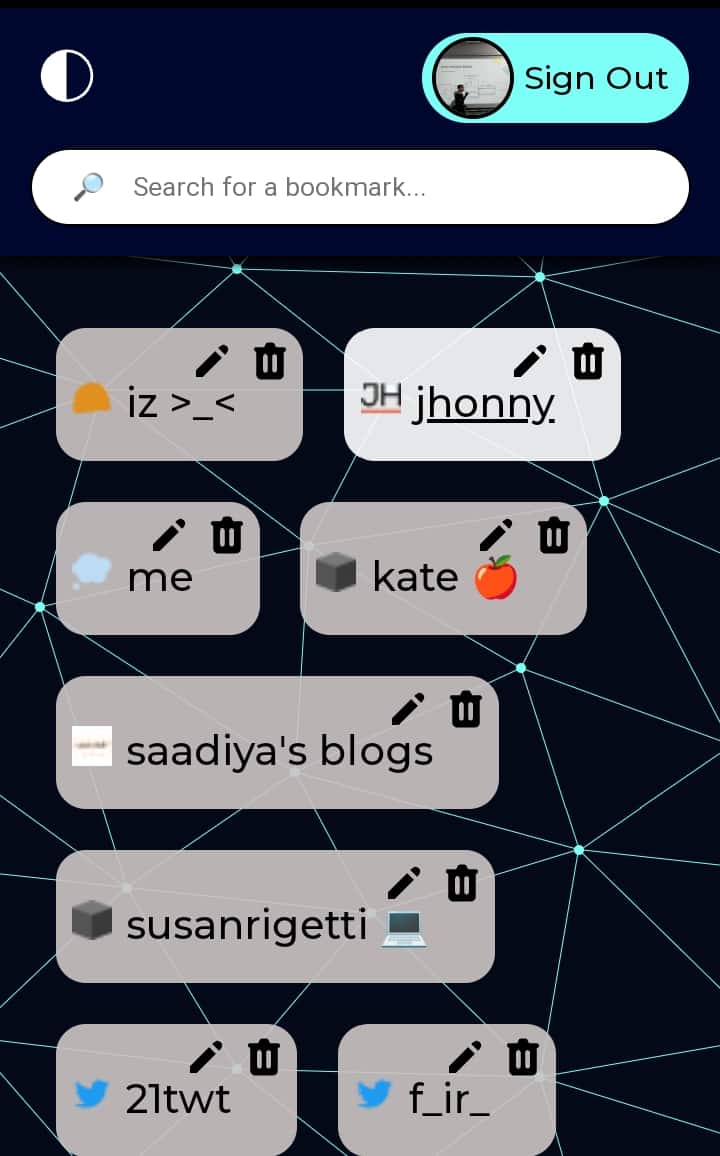 Sign Out
Search for a bookmark...
iz >_<
JH jhonny
me
kate 🍎
saadiya's blogs
susanrigetti 💻
21twt
f_ir_